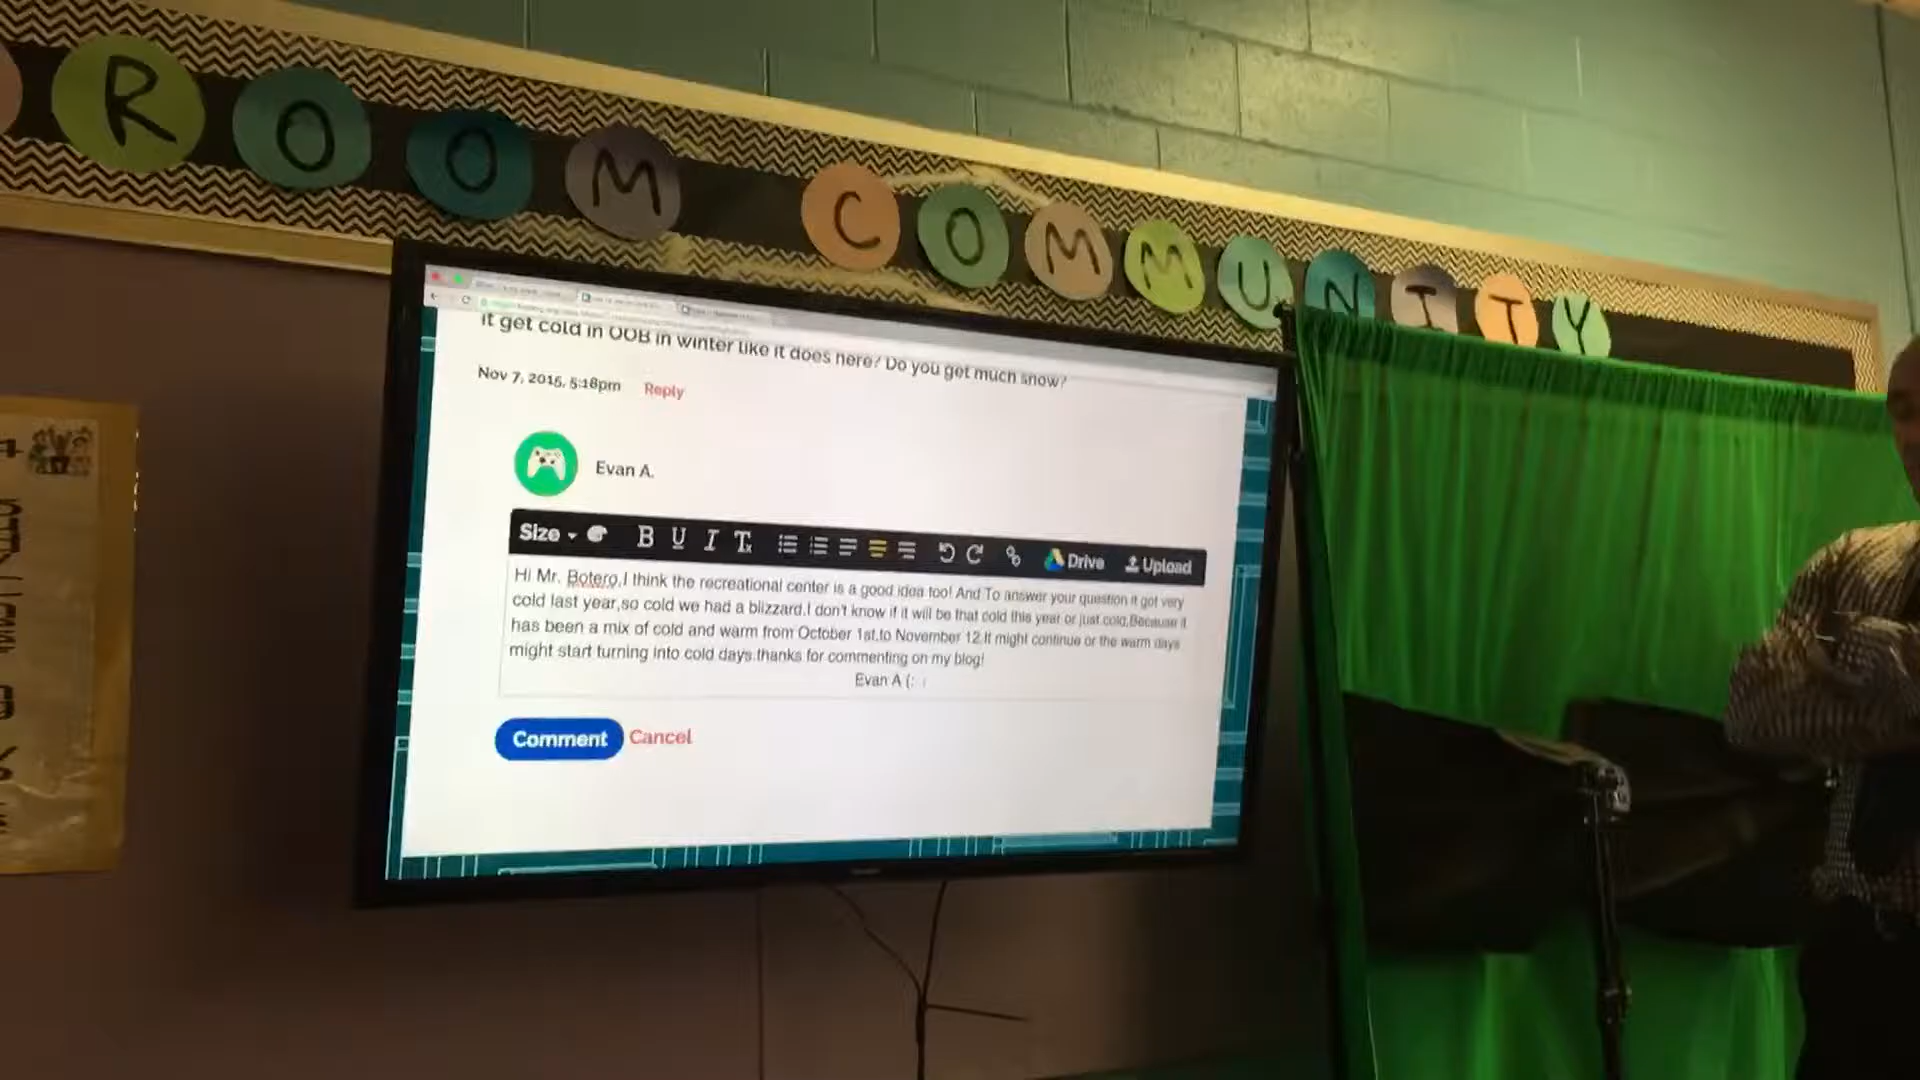 ROOM COMMUNITY
it get cold in OOB in winter like it does here? Do you get much snow?
Nov 7, 2015, 5:18pm Reply
Evan A.
Size B U I Tx Drive Upload
Hi Mr. Botero,I think the recreational center is a good idea too! And To answer your question it got very
cold last year,so cold we had a blizzard.I don't know if it will be that cold this year or just cold,Because it
has been a mix of cold and warm from October 1st,to November 12.It might continue or the warm days
might start turning into cold days.thanks for commenting on my blog!
Evan A (:
Comment Cancel